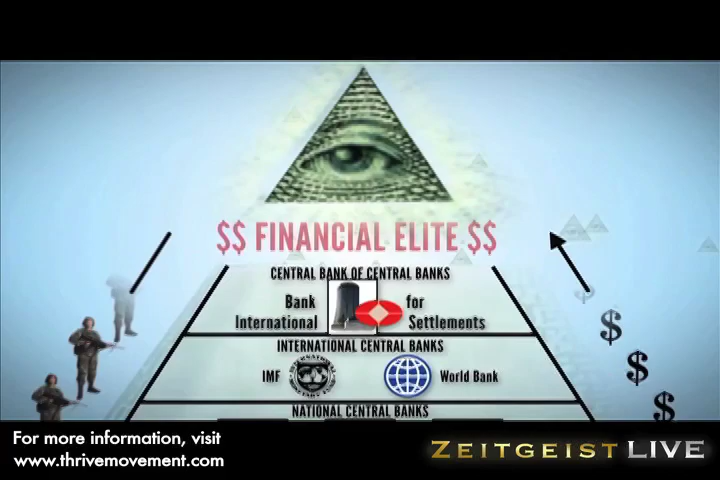 $$ FINANCIAL ELITE $$
CENTRAL BANK OF CENTRAL BANKS
Bank for
International Settlements
INTERNATIONAL CENTRAL BANKS
IMF World Bank
NATIONAL CENTRAL BANKS
$
$
$
$
For more information, visit
www.thrivemovement.com
ZEITGEIST LIVE